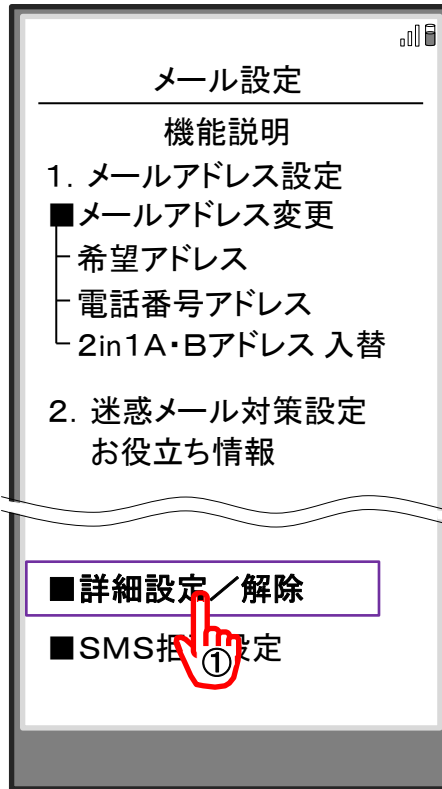 メール設定
機能説明
1. メールアドレス設定
■メールアドレス変更
希望アドレス
電話番号アドレス
2in1A・Bアドレス 入替
2. 迷惑メール対策設定
お役立ち情報
■詳細設定／解除
■SMS拒 設定
①